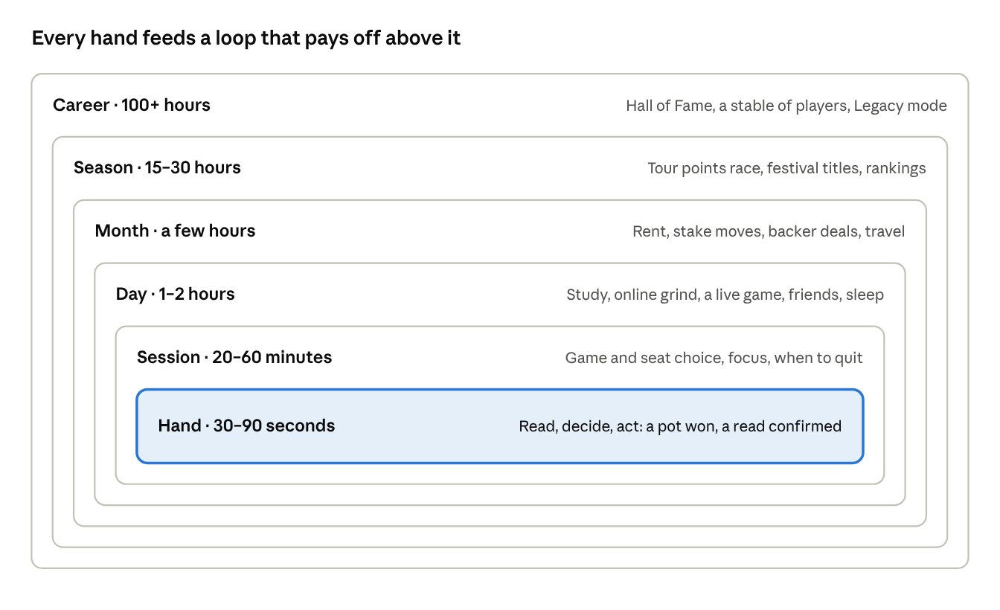 Every hand feeds a loop that pays off above it
Career · 100+ hours
Hall of Fame, a stable of players, Legacy mode
Season · 15–30 hours
Tour points race, festival titles, rankings
Month · a few hours
Rent, stake moves, backer deals, travel
Day · 1–2 hours
Study, online grind, a live game, friends, sleep
Session · 20–60 minutes
Game and seat choice, focus, when to quit
Hand · 30–90 seconds
Read, decide, act: a pot won, a read confirmed